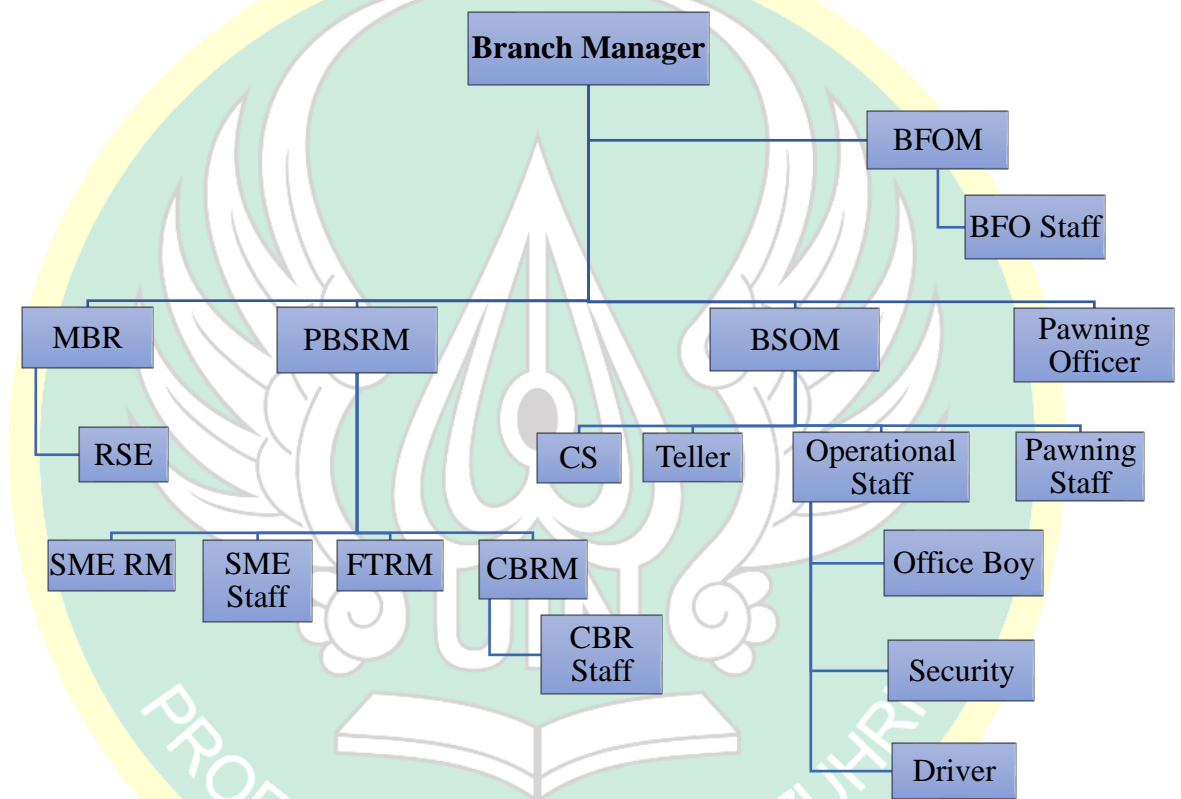 Branch Manager
BFOM
BFO Staff
MBR
PBSRM
BSOM
Pawning
Officer
RSE
CS
Teller
Operational
Staff
Pawning
Staff
SME RM
SME
Staff
FTRM
CBRM
Office Boy
UIN
CBR
Staff
Security
Driver